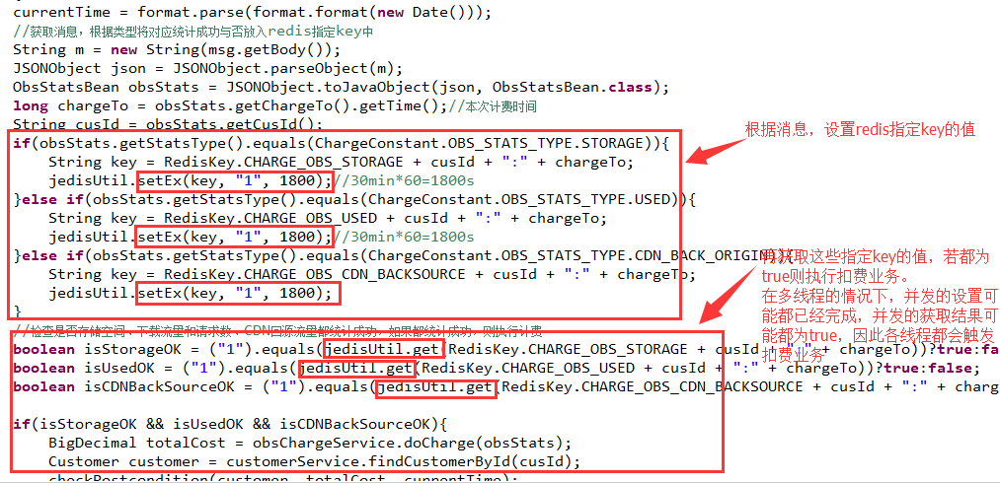 currentTime = format.parse(format.format(new Date()));
//获取消息，根据类型将对应统计成功与否放入redis指定key中
String m = new String(msg.getBody());
JSONObject json = JSONObject.parseObject(m);
ObsStatsBean obsStats = JSONObject.toJavaObject(json, ObsStatsBean.class);
long chargeTo = obsStats.getChargeTo().getTime();//本次计费时间
String cusId = obsStats.getCusId();
if(obsStats.getStatsType().equals(ChargeConstant.OBS_STATS_TYPE.STORAGE)){
String key = RedisKey.CHARGE_OBS_STORAGE + cusId + ":" + chargeTo;
jedisUtil.setEx(key, "1", 1800);//30min*60=1800s
}else if(obsStats.getStatsType().equals(ChargeConstant.OBS_STATS_TYPE.USED)){
String key = RedisKey.CHARGE_OBS_USED + cusId + ":" + chargeTo;
jedisUtil.setEx(key, "1", 1800);//30min*60=1800s
}else if(obsStats.getStatsType().equals(ChargeConstant.OBS_STATS_TYPE.CDN_BACK_ORIGIN)){
String key = RedisKey.CHARGE_OBS_CDN_BACKSOURCE + cusId + ":" + chargeTo;
jedisUtil.setEx(key, "1", 1800);
}
//检查是否存储空间、下载流量和请求数、CDN回源流量都统计成功，如果都统计成功，则执行计费
boolean isStorageOK = ("1").equals(jedisUtil.get(RedisKey.CHARGE_OBS_STORAGE + cusId + ":" + chargeTo))?true:fa
boolean isUsedOK = ("1").equals(jedisUtil.get(RedisKey.CHARGE_OBS_USED + cusId + ":" + chargeTo))?true:false;
boolean isCDNBackSourceOK = ("1").equals(jedisUtil.get(RedisKey.CHARGE_OBS_CDN_BACKSOURCE + cusId + ":" + charg
if(isStorageOK && isUsedOK && isCDNBackSourceOK){
BigDecimal totalCost = obsChargeService.doCharge(obsStats);
Customer customer = customerService.findCustomerById(cusId);
checkPostcondition(customer, totalCost, currentTime);
根据消息，设置redis指定key的值
再获取这些指定key的值，若都为
true则执行扣费业务。
在多线程的情况下，并发的设置可
能都已经完成，并发的获取结果可
能都为true，因此各线程都会触发
扣费业务